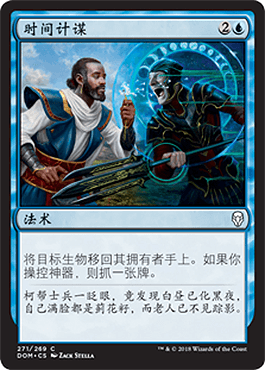 时间计谋 2
法术
将目标生物移回其拥有者手上。如果你
操控神器，则抓一张牌。
柯帮士兵一眨眼，竟发现白昼已化黑夜，
自己满脸都是蓟花籽，而老人已不见踪影。
271/269 C
DOM • CS ZACK STELLA
™ & © 2018 Wizards of the Coast